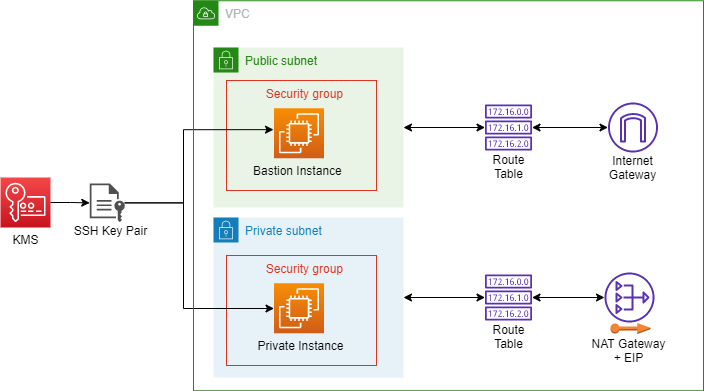 VPC
Public subnet
Security group
Bastion Instance
172.16.0.0
172.16.1.0
172.16.2.0
Route
Table
Internet
Gateway
KMS
SSH Key Pair
Private subnet
Security group
Private Instance
172.16.0.0
172.16.1.0
172.16.2.0
Route
Table
NAT Gateway
+ EIP